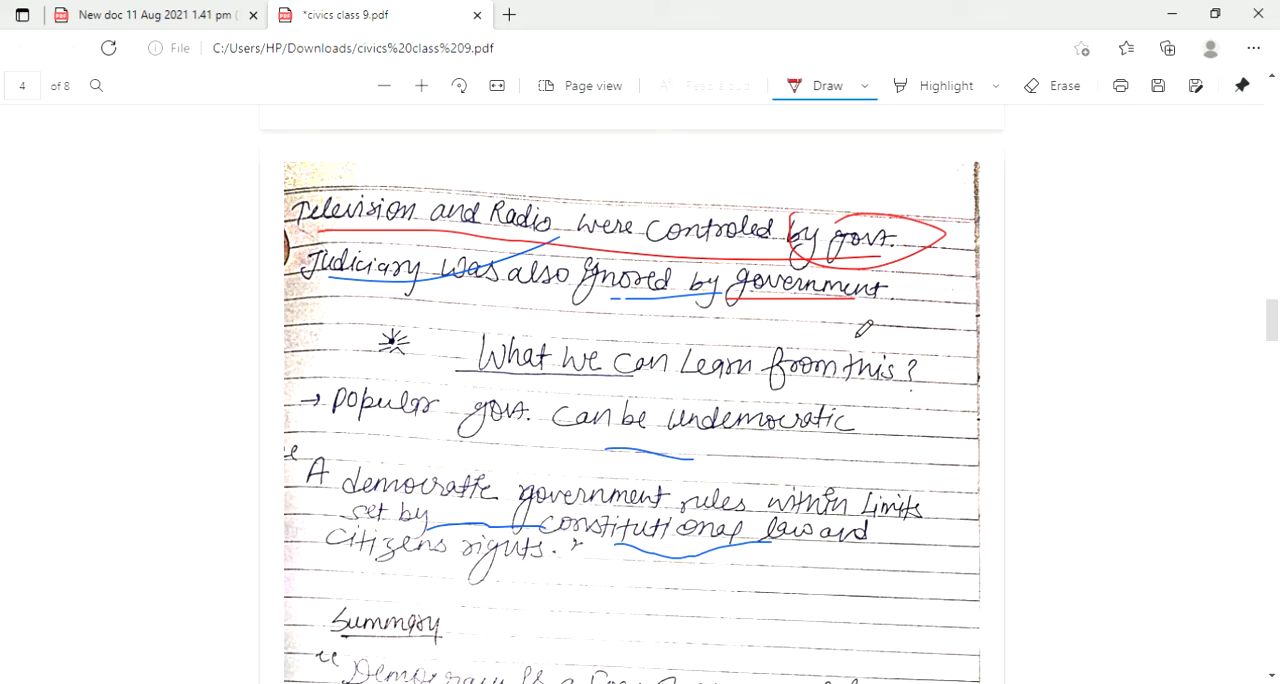 New doc 11 Aug 2021 1.41 pm (
*civics class 9.pdf
File C:/Users/HP/Downloads/civics%20class%209.pdf
4 of 8 Page view Draw Highlight Erase
Television and Radio were Controled by govt.
Judiciary was also Ignored by government.
What we can Learn from this?
→ Popular govt. can be undemocratic
"
A democratic government rules within Limits
set by constitutional law and
citizens rights."
Summary
" Democracy is a